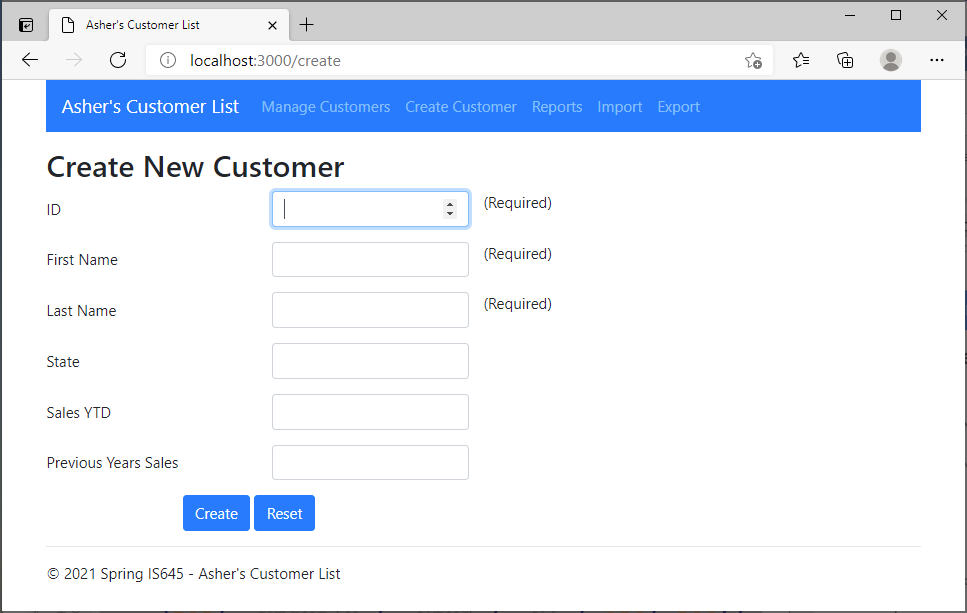 Asher's Customer List
localhost:3000/create
Asher's Customer List Manage Customers Create Customer Reports Import Export
Create New Customer
ID (Required)
First Name (Required)
Last Name (Required)
State
Sales YTD
Previous Years Sales
Create Reset
© 2021 Spring IS645 - Asher's Customer List